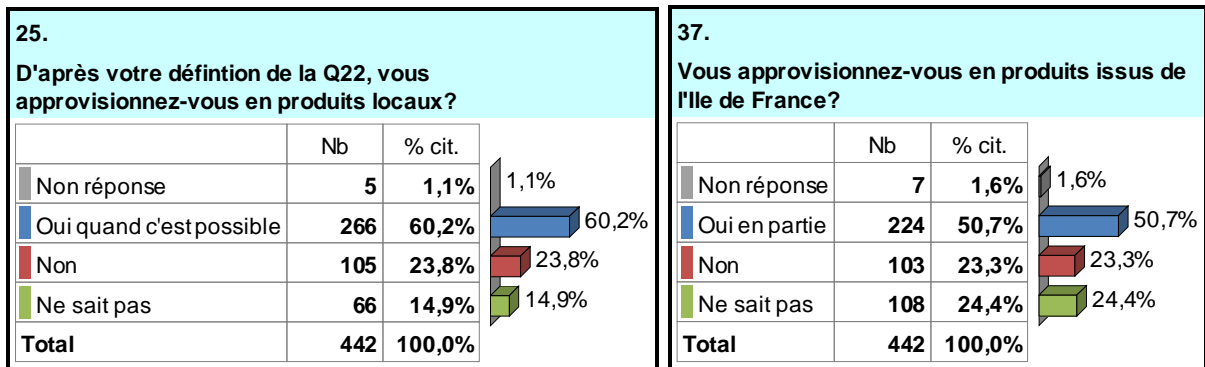 25.
D'après votre défintion de la Q22, vous
approvisionnez-vous en produits locaux?
Nb % cit.
Non réponse 5 1,1% 1,1%
Oui quand c'est possible 266 60,2% 60,2%
Non 105 23,8% 23,8%
Ne sait pas 66 14,9% 14,9%
Total 442 100,0%
37.
Vous approvisionnez-vous en produits issus de
l'Ile de France?
Nb % cit.
Non réponse 7 1,6% 1,6%
Oui en partie 224 50,7% 50,7%
Non 103 23,3% 23,3%
Ne sait pas 108 24,4% 24,4%
Total 442 100,0%